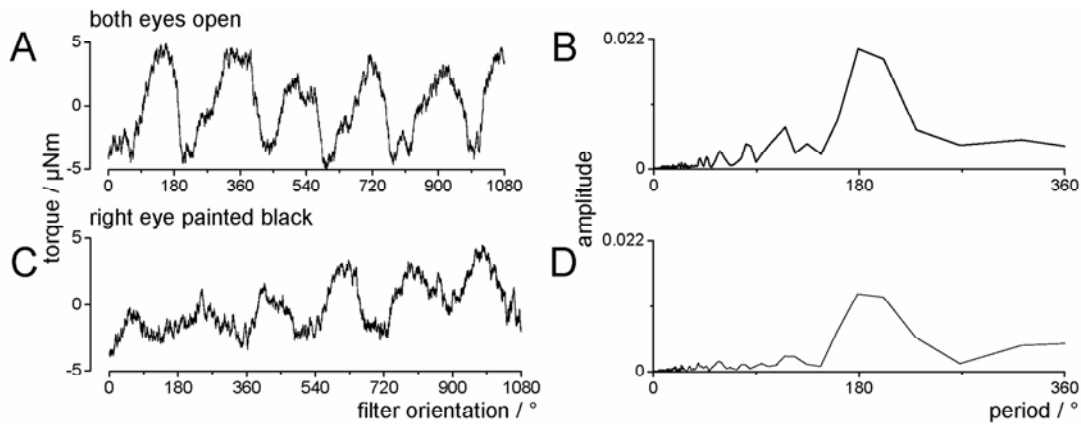 both eyes open
A
5
0
-5
0 180 360 540 720 900 1080
B
0.022
0
0 180 360
torque / µNm
amplitude
right eye painted black
C
5
0
-5
0 180 360 540 720 900 1080
filter orientation / °
D
0.022
0
0 180 360
period / °